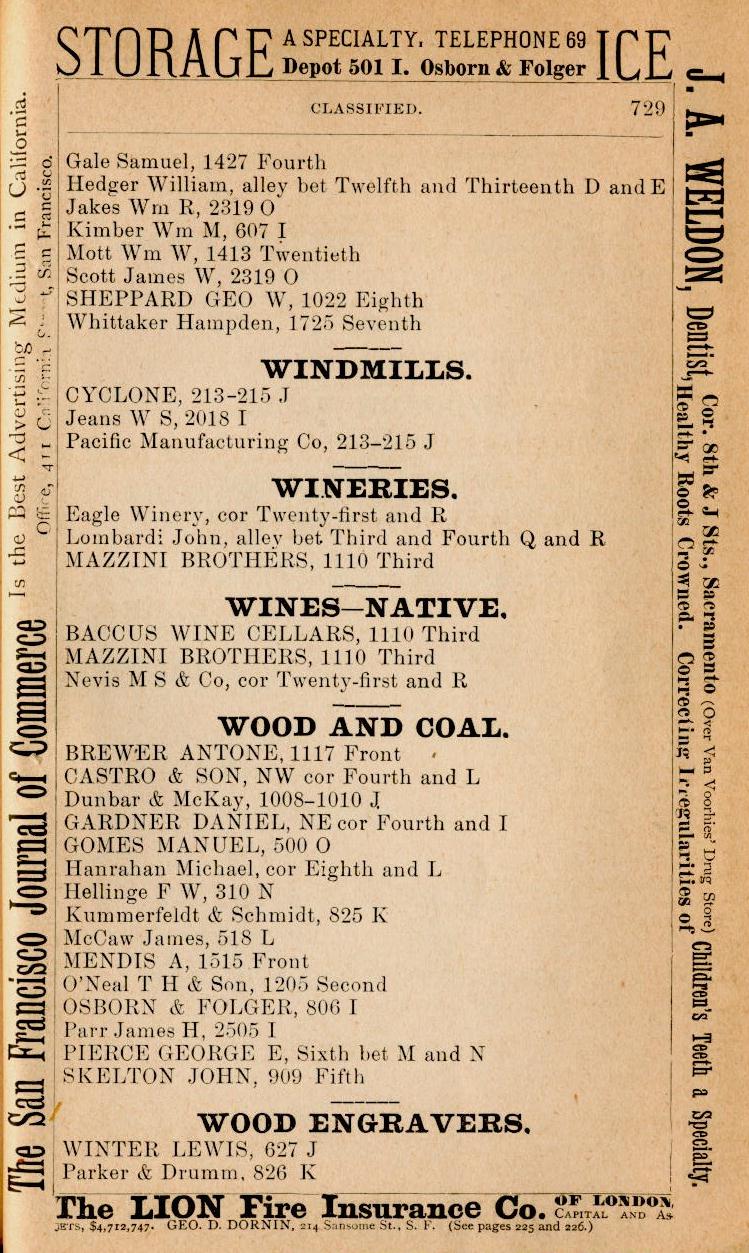 STORAGE A SPECIALTY. TELEPHONE 69 ICE
Depot 501 I. Osborn & Folger
CLASSIFIED. 729
Gale Samuel, 1427 Fourth
Hedger William, alley bet Twelfth and Thirteenth D and E
Jakes Wm R, 2319 O
Kimber Wm M, 607 I
Mott Wm W, 1413 Twentieth
Scott James W, 2319 O
SHEPPARD GEO W, 1022 Eighth
Whittaker Hampden, 1725 Seventh
WINDMILLS.
CYCLONE, 213-215 J
Jeans W S, 2018 I
Pacific Manufacturing Co, 213-215 J
WINERIES.
Eagle Winery, cor Twenty-first and R
Lombardi John, alley bet Third and Fourth Q and R
MAZZINI BROTHERS, 1110 Third
WINES—NATIVE.
BACCUS WINE CELLARS, 1110 Third
MAZZINI BROTHERS, 1110 Third
Nevis M S & Co, cor Twenty-first and R
WOOD AND COAL.
BREWER ANTONE, 1117 Front
CASTRO & SON, NW cor Fourth and L
Dunbar & McKay, 1008-1010 J
GARDNER DANIEL, NE cor Fourth and I
GOMES MANUEL, 500 O
Hanrahan Michael, cor Eighth and L
Hellinge F W, 310 N
Kummerfeldt & Schmidt, 825 K
McCaw James, 518 L
MENDIS A, 1515 Front
O'Neal T H & Son, 1205 Second
OSBORN & FOLGER, 806 I
Parr James H, 2505 I
PIERCE GEORGE E, Sixth bet M and N
SKELTON JOHN, 909 Fifth
WOOD ENGRAVERS.
WINTER LEWIS, 627 J
Parker & Drumm, 826 K
The LION Fire Insurance Co. OF LONDON,
CAPITAL AND AS-
SETS, $4,712,747. GEO. D. DORNIN, 214 Sansome St., S. F. (See pages 225 and 226.)
The San Francisco Journal of Commerce Is the Best Advertising Medium in California.
Office, 411 California Street, San Francisco.
J. A. WELDON, Dentist, Cor. 8th & J Sts., Sacramento (Over Van Voorhies' Drug Store)
Healthy Roots Crowned. Correcting Irregularities of Children's Teeth a Specialty.